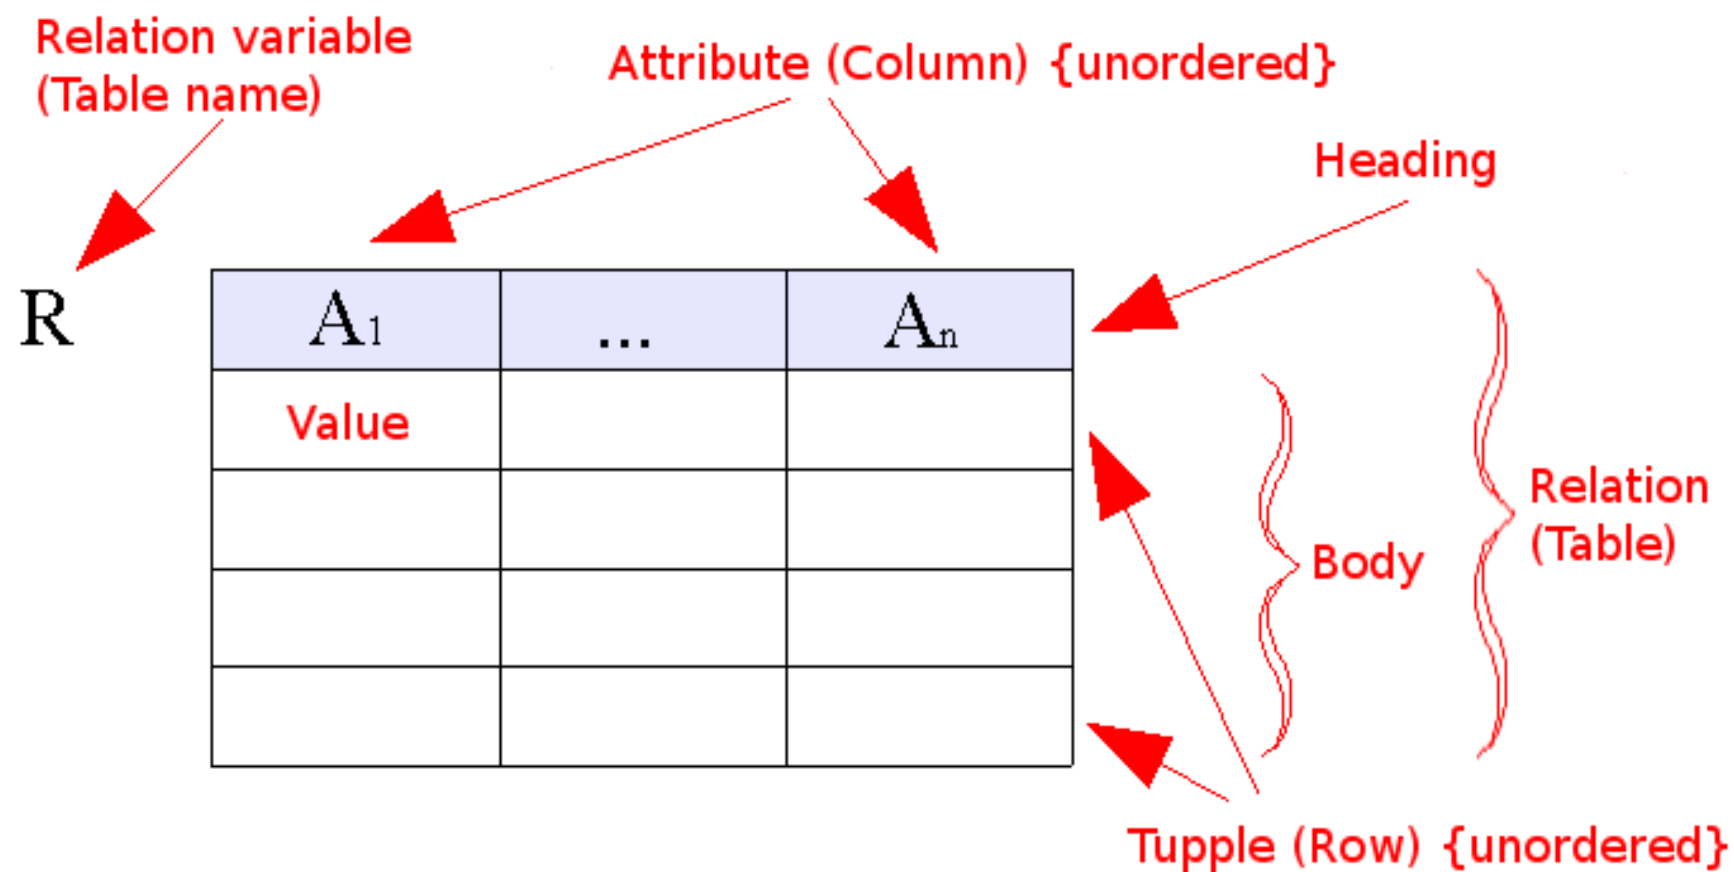 Relation variable
(Table name)
Attribute (Column) {unordered}
Heading
R
A1
...
An
Value
Relation
(Table)
Body
Tupple (Row) {unordered}